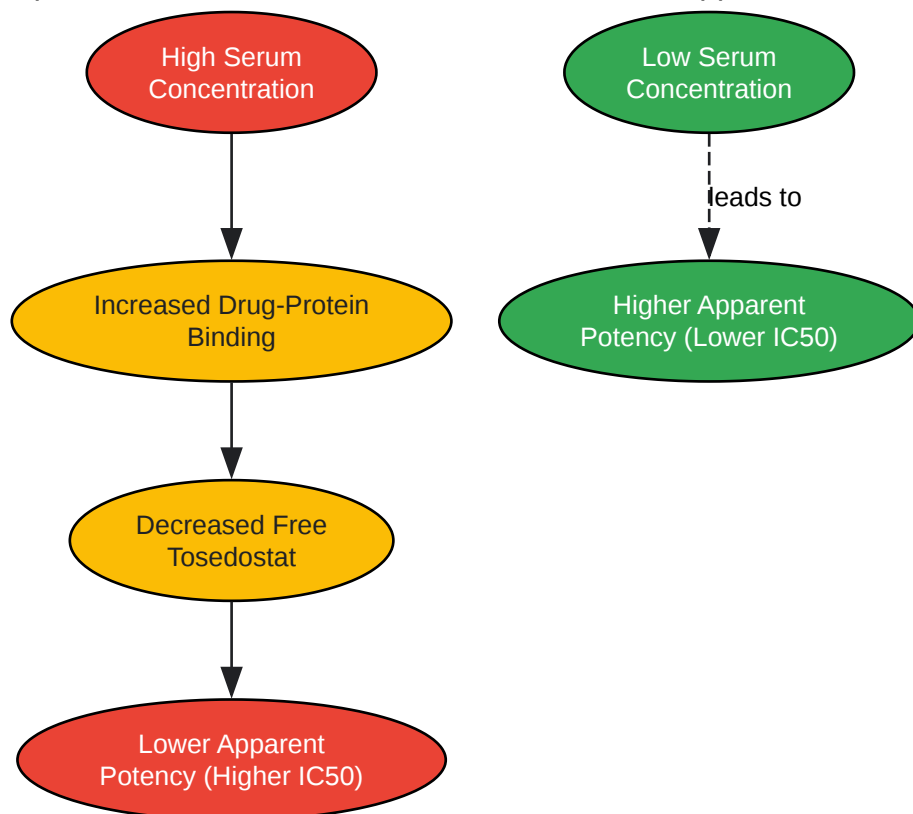 High Serum
Concentration
Low Serum
Concentration
leads to
Increased Drug-Protein
Binding
Higher Apparent
Potency (Lower IC50)
Decreased Free
Tosedostat
Lower Apparent
Potency (Higher IC50)